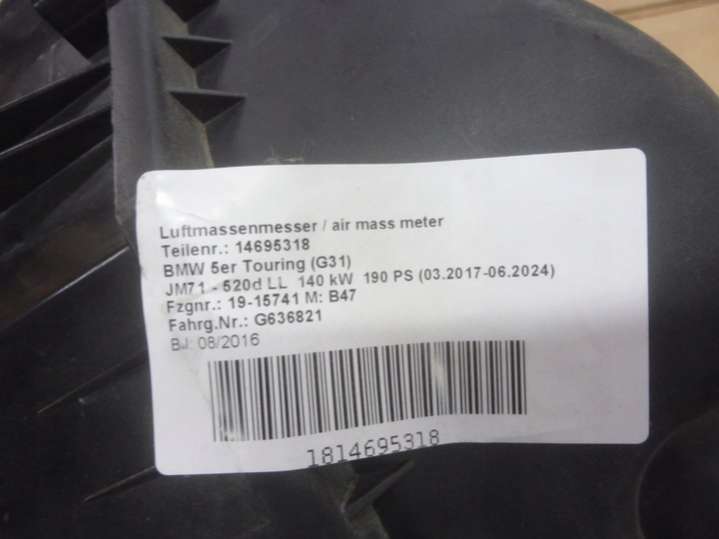 Luftmassenmesser / air mass meter
Teilenr.: 14695318
BMW 5er Touring (G31)
JM71 - 520d LL 140 kW 190 PS (03.2017-06.2024)
Fzgnr.: 19-15741 M: B47
Fahrg.Nr.: G636821
BJ: 08/2016
1814695318